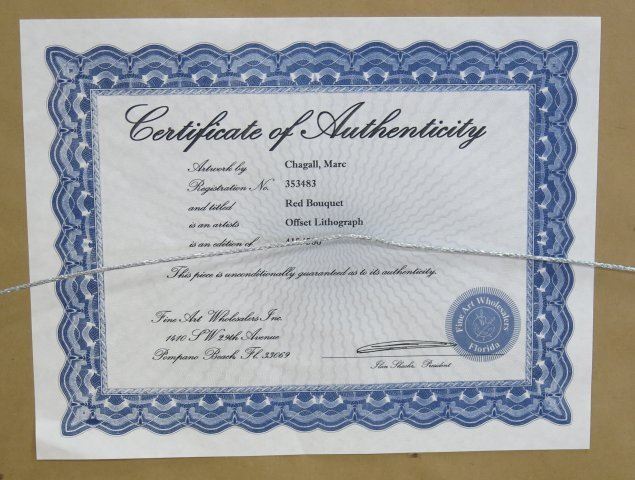 Certificate of Authenticity
Artwork by Chagall, Marc
Registration No. 353483
and titled Red Bouquet
is an artists Offset Lithograph
is an edition of
This piece is unconditionally guaranteed as to its authenticity.
Fine Art Wholesalers Inc.
1410 SW 29th Avenue
Pompano Beach Fl. 33069
Fine Art Wholesalers
Florida
President